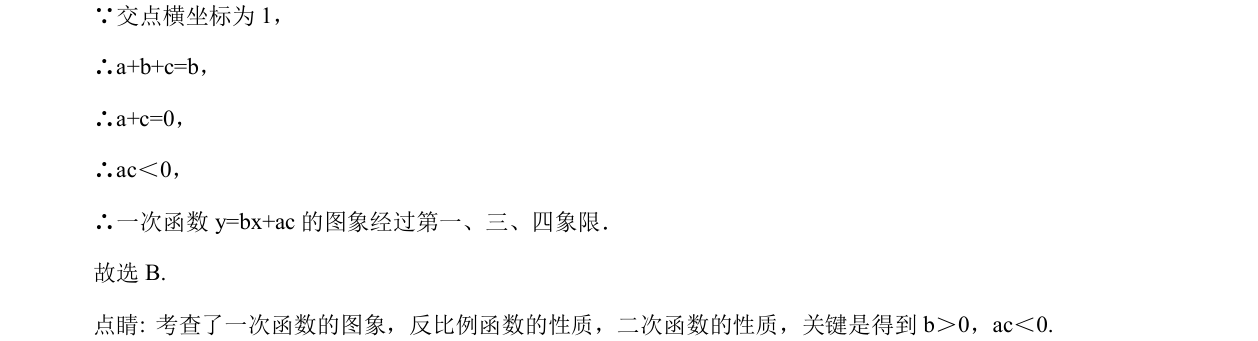 ∵交点横坐标为 1，
∴a+b+c=b，
∴a+c=0，
∴ac＜0，
∴一次函数 y=bx+ac 的图象经过第一、三、四象限．
故选 B.
点睛: 考查了一次函数的图象，反比例函数的性质，二次函数的性质，关键是得到 b＞0，ac＜0.